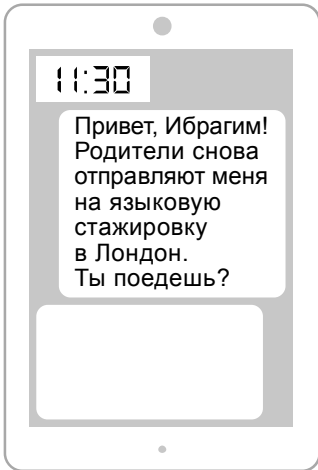 11:30
Привет, Ибрагим!
Родители снова
отправляют меня
на языковую
стажировку
в Лондон.
Ты поедешь?